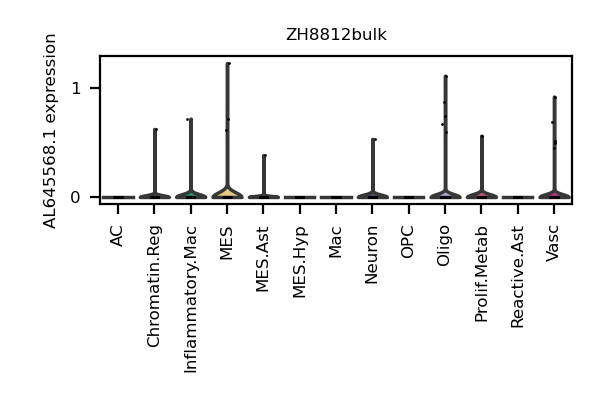 ZH8812bulk
AL645568.1 expression
1
0
AC
Chromatin.Reg
Inflammatory.Mac
MES
MES.Ast
MES.Hyp
Mac
Neuron
OPC
Oligo
Prolif.Metab
Reactive.Ast
Vasc